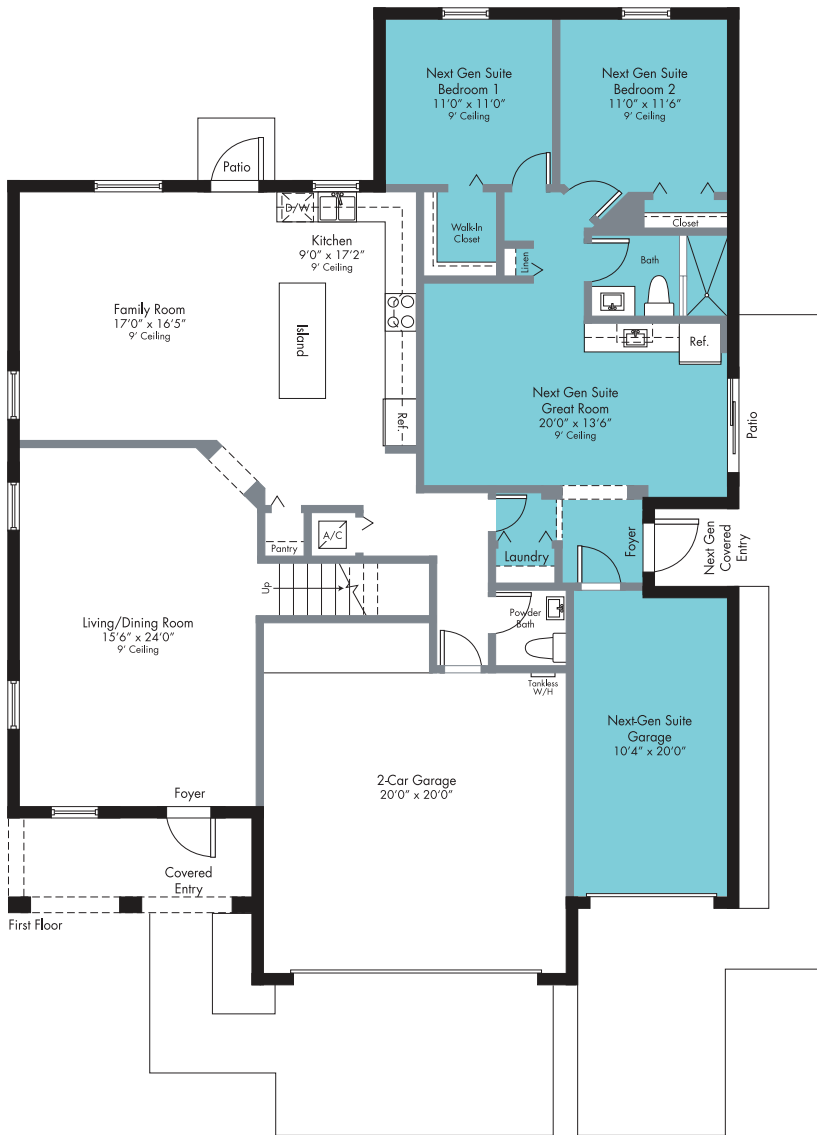 Next Gen Suite
Bedroom 1
11’0” x 11’0”
9’ Ceiling
Next Gen Suite
Bedroom 2
11’0” x 11’6”
9’ Ceiling
Patio
D/W
Kitchen
9’0” x 17’2”
9’ Ceiling
Walk-In
Closet
Closet
Linen
Bath
Family Room
17’0” x 16’5”
9’ Ceiling
Island
Ref.
Ref.
Next Gen Suite
Great Room
20’0” x 13’6”
9’ Ceiling
Patio
Pantry
A/C
Laundry
Foyer
Next Gen
Covered
Entry
Up
Powder
Bath
Living/Dining Room
15’6” x 24’0”
9’ Ceiling
Tankless
W/H
Next-Gen Suite
Garage
10’4” x 20’0”
2-Car Garage
20’0” x 20’0”
Foyer
Covered
Entry
First Floor